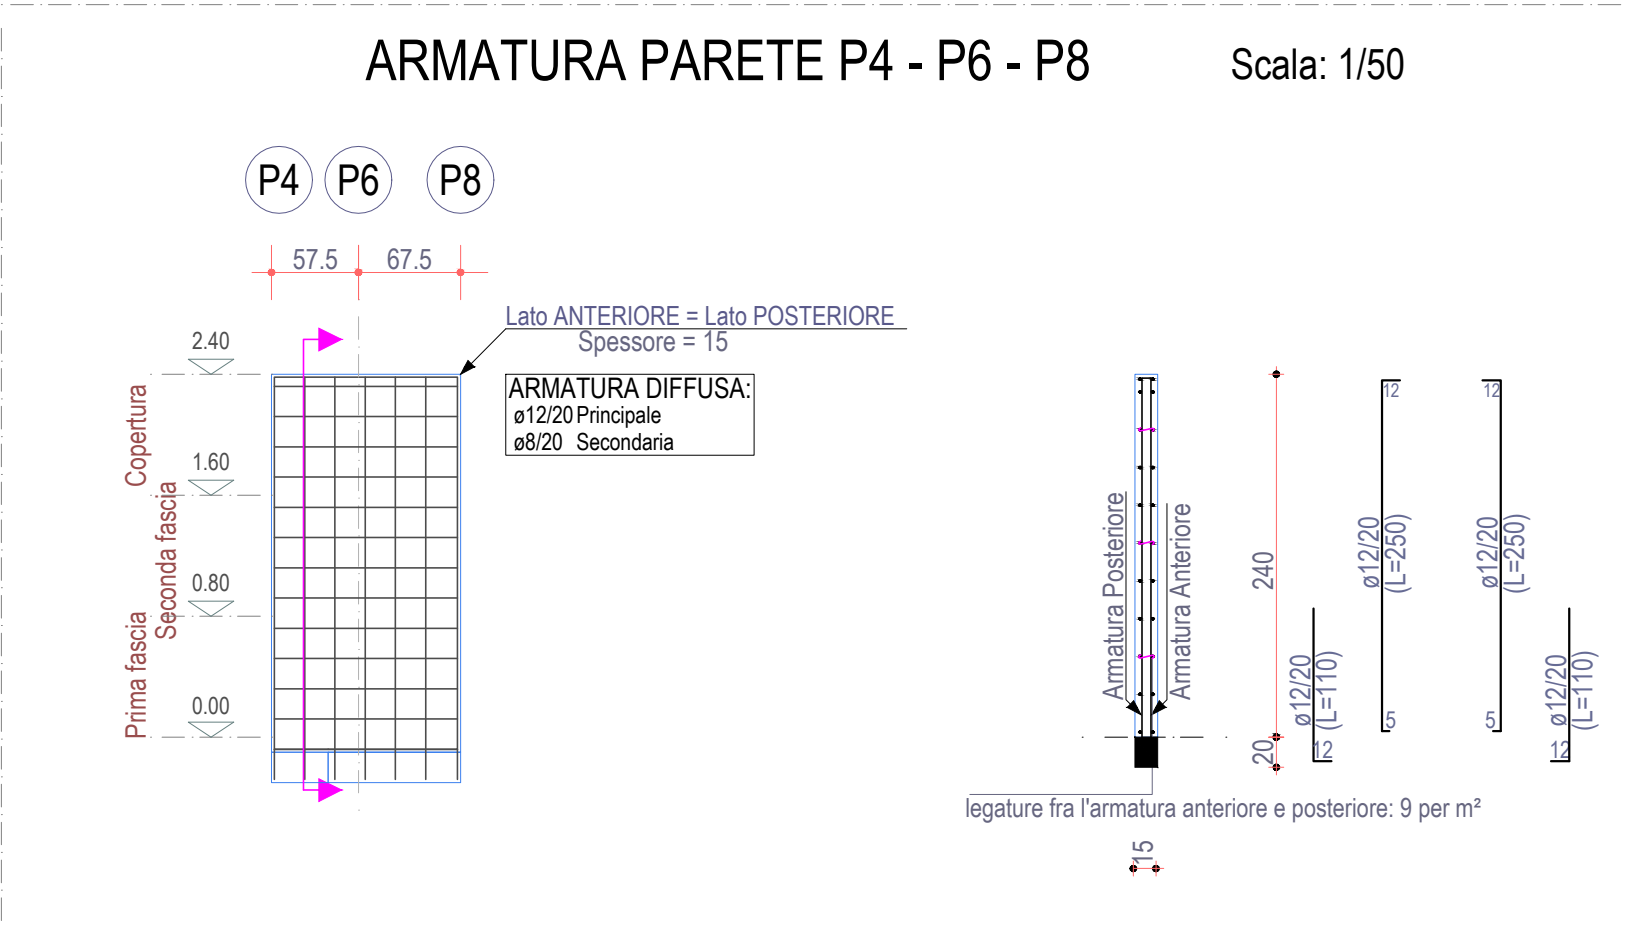 ARMATURA PARETE P4 - P6 - P8
Scala: 1/50
P4
P6
P8
57.5
67.5
Lato ANTERIORE = Lato POSTERIORE
Spessore = 15
ARMATURA DIFFUSA:
ø12/20 Principale
ø8/20 Secondaria
2.40
1.60
0.80
0.00
Copertura
Seconda fascia
Prima fascia
Armatura Posteriore
Armatura Anteriore
240
20
15
12
ø12/20
(L=250)
5
12
ø12/20
(L=250)
5
ø12/20
(L=110)
12
ø12/20
(L=110)
12
legature fra l'armatura anteriore e posteriore: 9 per m²